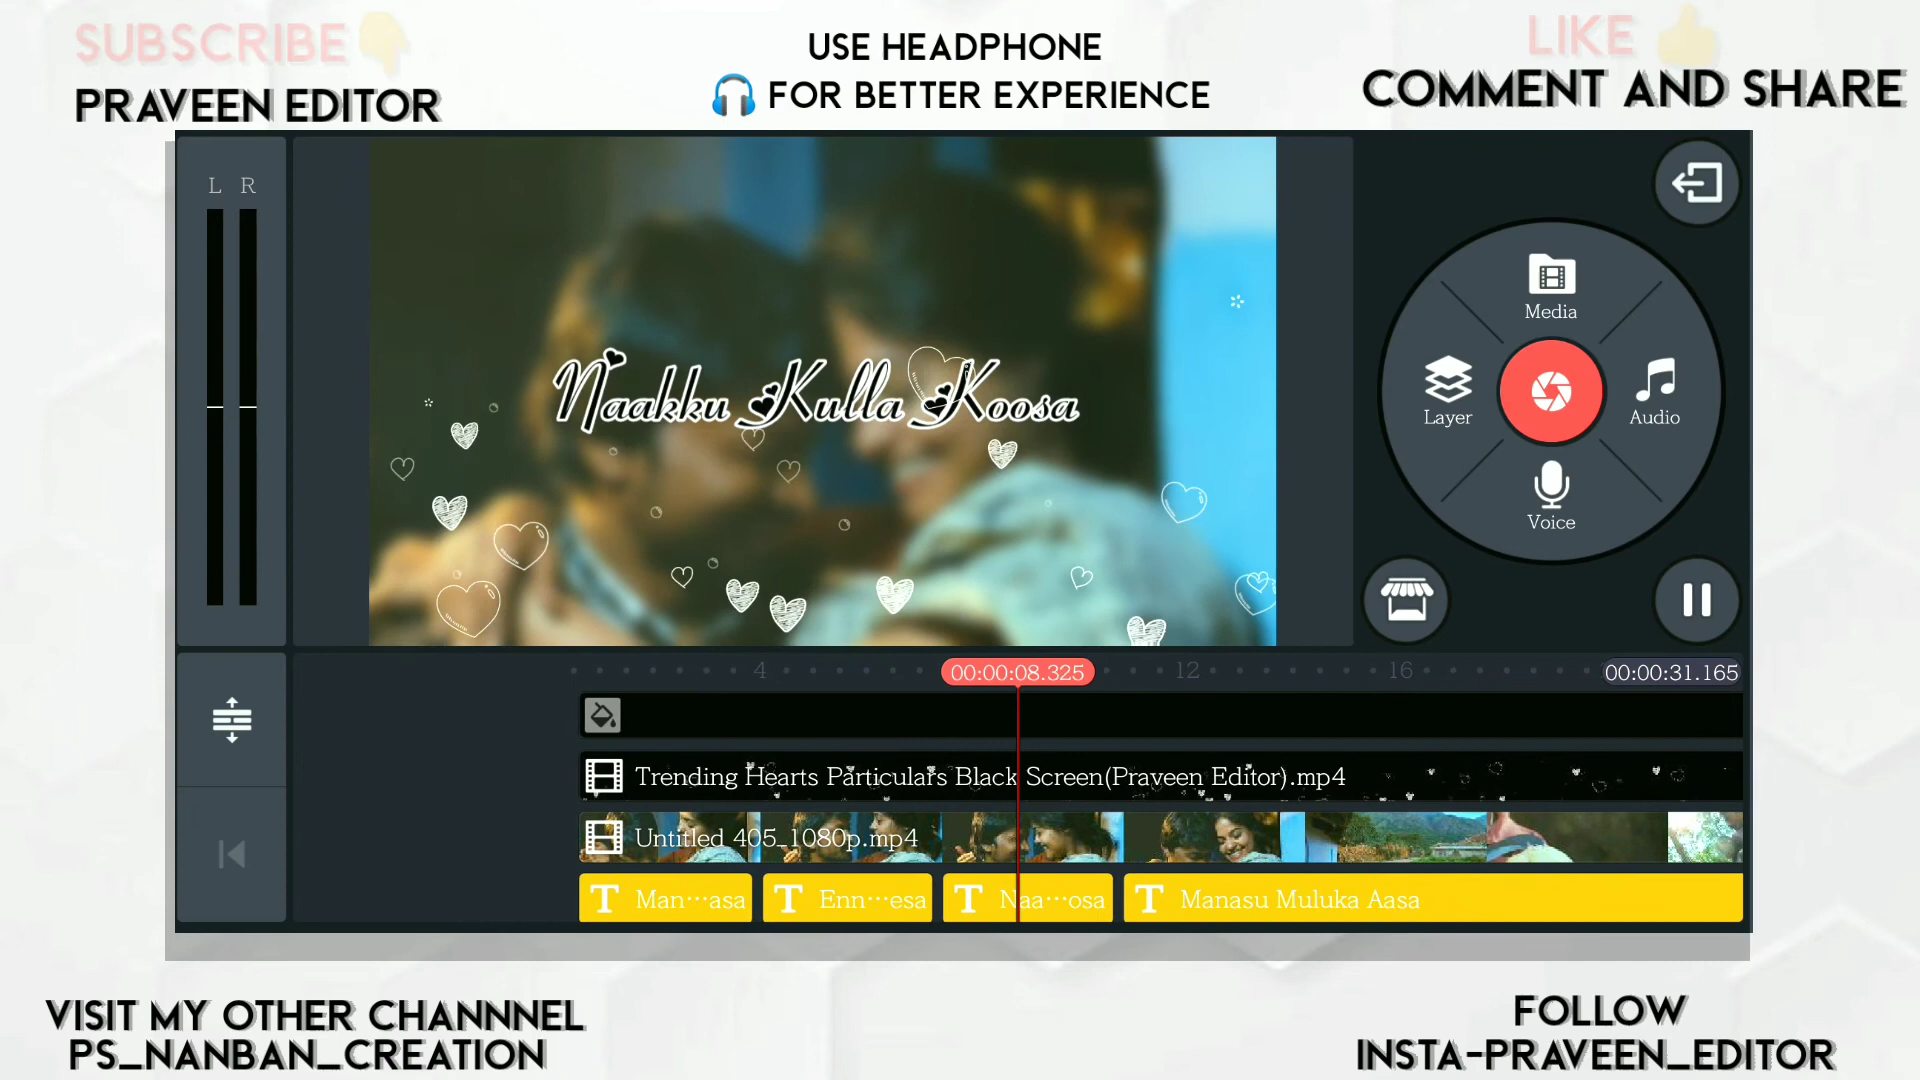 SUBSCRIBE👇
PRAVEEN EDITOR
USE HEADPHONE
🎧 FOR BETTER EXPERIENCE
LIKE 👍
COMMENT AND SHARE
L R
Naakku Kulla Koosa
Media
Layer
Audio
Voice
4
00:00:08.325
12
16
00:00:31.165
Trending Hearts Particulars Black Screen(Praveen Editor).mp4
Untitled 405_1080p.mp4
T Man···asa
T Enn···esa
T Naa···osa
T Manasu Muluka Aasa
VISIT MY OTHER CHANNNEL
PS_NANBAN_CREATION
FOLLOW
INSTA-PRAVEEN_EDITOR